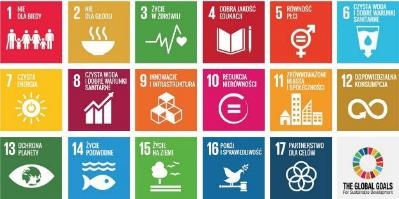 1 NIE
DLA BIEDY
2 NIE
DLA GŁODU
3 ŻYCIE
W ZDROWIU
4 DOBRA JAKOŚĆ
EDUKACJI
5 RÓWNOŚĆ
PŁCI
6 CZYSTA WODA
I DOBRE WARUNKI
SANITARNE
7 CZYSTA
ENERGIA
8 CZYSTA WODA
I DOBRE WARUNKI
SANITARNE
9 INNOWACJE
I INFRASTRUKTURA
10 REDUKCJA
NIERÓWNOŚCI
11 ZRÓWNOWAŻONE
MIASTA
I SPOŁECZNOŚCI
12 ODPOWIEDZIALNA
KONSUMPCJA
13 OCHRONA
PLANETY
14 ŻYCIE
PODWODNE
15 ŻYCIE
NA ZIEMI
16 POKÓJ
I SPRAWIEDLIWOŚĆ
17 PARTNERSTWO
DLA CELÓW
THE GLOBAL GOALS
For Sustainable Development